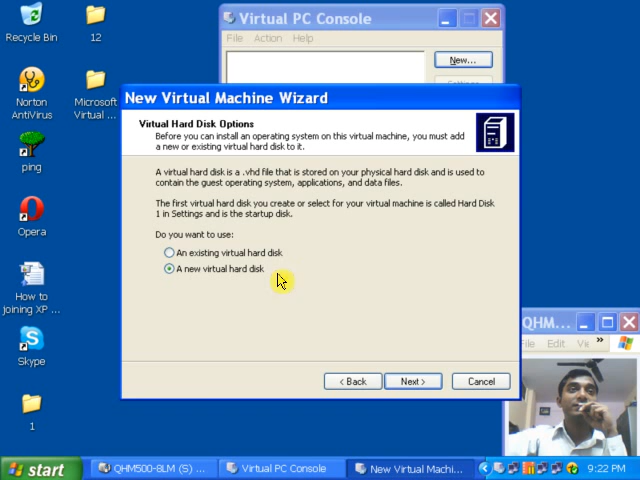 Recycle Bin
12
Norton
AntiVirus
Microsoft
Virtual ...
ping
Opera
How to
joining XP ...
Skype
1
Virtual PC Console
File Action Help
New...
Settings
New Virtual Machine Wizard
Virtual Hard Disk Options
Before you can install an operating system on this virtual machine, you must add
a new or existing virtual hard disk to it.
A virtual hard disk is a .vhd file that is stored on your physical hard disk and is used to
contain the guest operating system, applications, and data files.
The first virtual hard disk you create or select for your virtual machine is called Hard Disk
1 in Settings and is the startup disk.
Do you want to use:
An existing virtual hard disk
A new virtual hard disk
< Back
Next >
Cancel
QHM...
File Edit Vie »
start
QHM500-8LM (S) ...
Virtual PC Console
New Virtual Machi...
9:22 PM